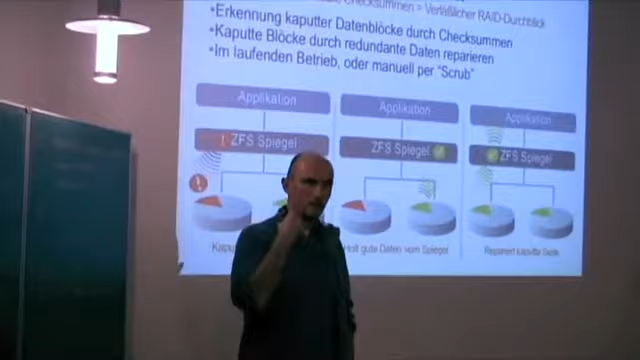 Checksummen = Verläßlicher RAID-Durchblick
•Erkennung kaputter Datenblöcke durch Checksummen
•Kaputte Blöcke durch redundante Daten reparieren
•Im laufenden Betrieb, oder manuell per "Scrub"
Applikation
Applikation
Applikation
! ZFS Spiegel
ZFS Spiegel
ZFS Spiegel
!
Holt gute Daten vom Spiegel
Repariert kaputte Seite